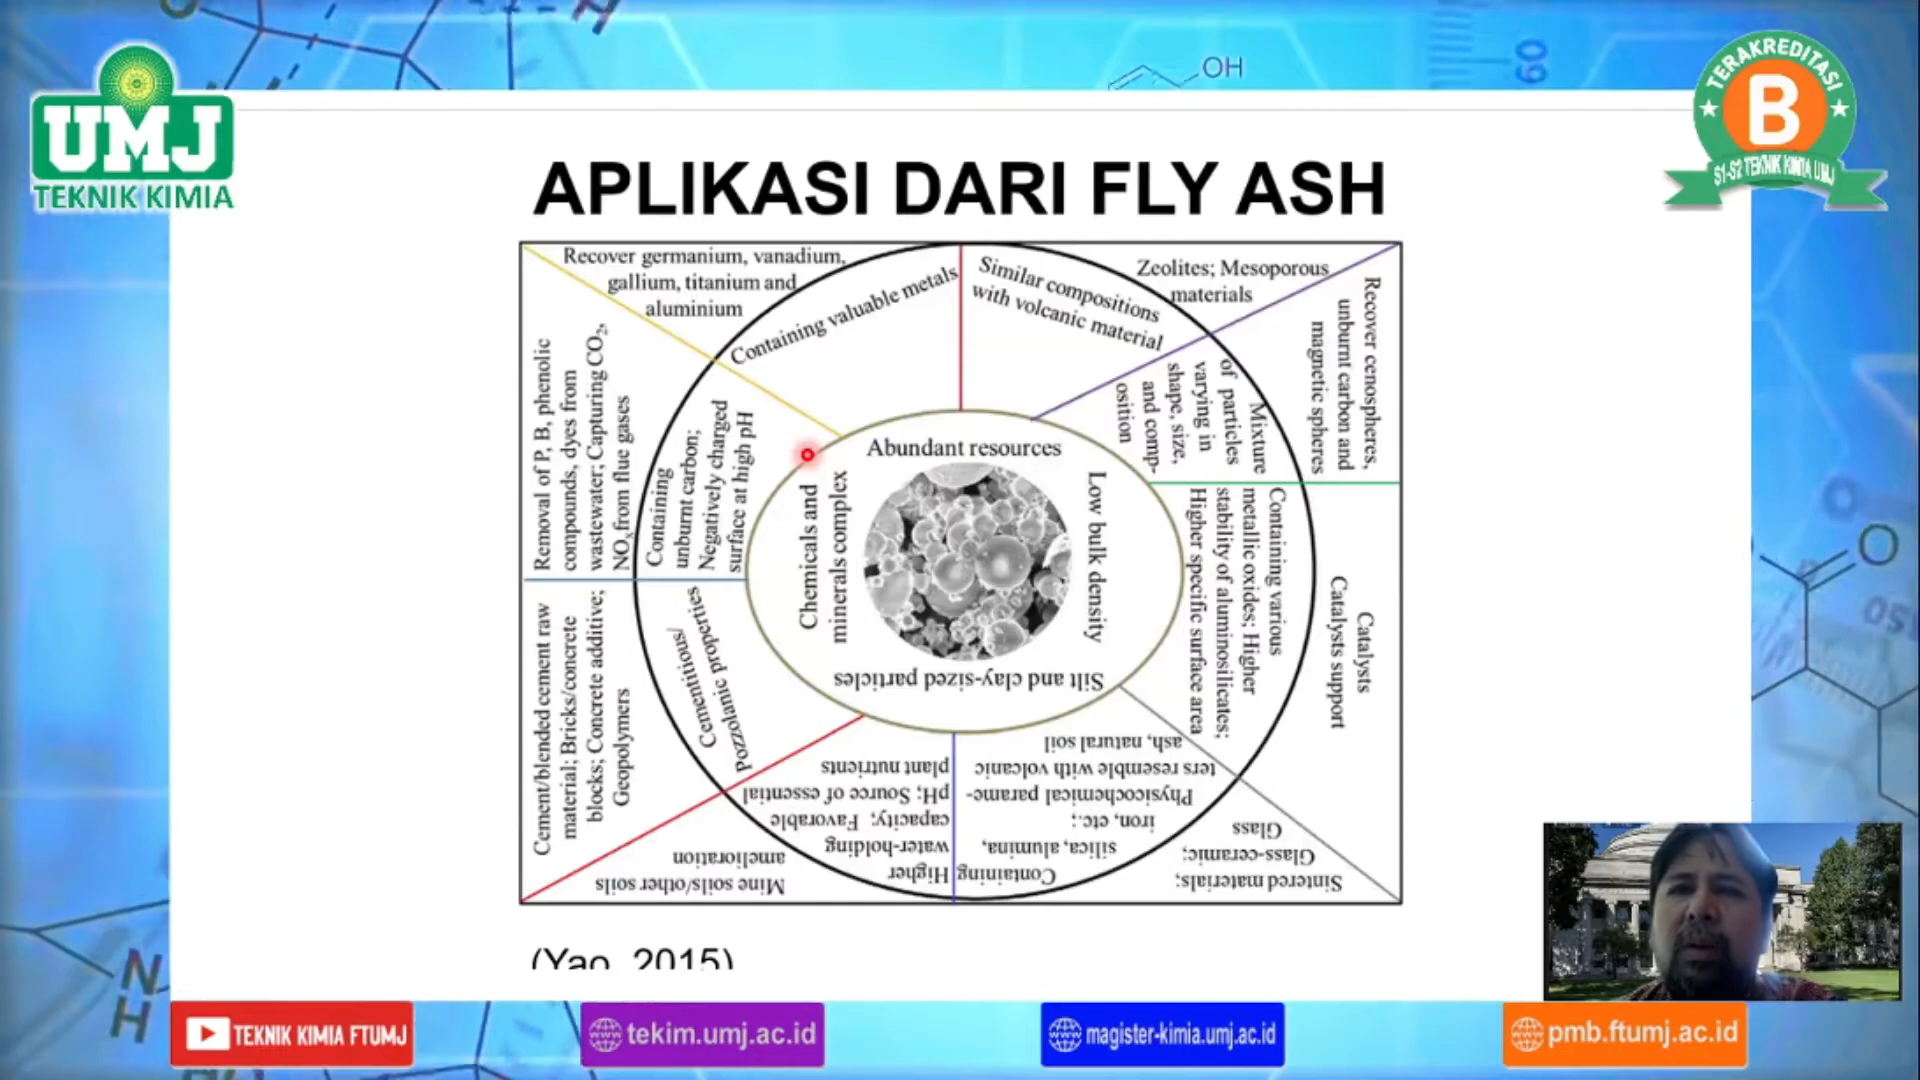 OH
60
UMJ
TEKNIK KIMIA
TERAKREDITASI
B
S1-S2 TEKNIK KIMIA UMJ
APLIKASI DARI FLY ASH
Recover germanium, vanadium,
gallium, titanium and
aluminium
Containing valuable metals
Similar compositions
with volcanic material
Zeolites; Mesoporous
materials
Recover cenospheres,
unburnt carbon and
magnetic spheres
Mixture
of particles
varying in
shape, size,
and comp-
osition
Removal of P, B, phenolic
compounds, dyes from
wastewater; Capturing CO₂,
NOₓ from flue gases
Containing
unburnt carbon;
Negatively charged
surface at high pH
Abundant resources
Chemicals and
minerals complex
Low bulk density
Silt and clay-sized particles
Containing various
metallic oxides; Higher
stability of aluminosilicates;
Higher specific surface area
Catalysts
Catalysts support
Cement/blended cement raw
material; Bricks/concrete
blocks; Concrete additive;
Geopolymers
Cementitious/
Pozzolanic properties
Mine soils/other soils
amelioration
Higher
water-holding
capacity; Favorable
pH; Source of essential
plant nutrients
Containing
silica, alumina,
iron, etc.;
Physicochemical parame-
ters resemble with volcanic
ash, natural soil
Sintered materials;
Glass-ceramic;
Glass
(Yao, 2015)
O
N
H
TEKNIK KIMIA FTUMJ
tekim.umj.ac.id
magister-kimia.umj.ac.id
pmb.ftumj.ac.id